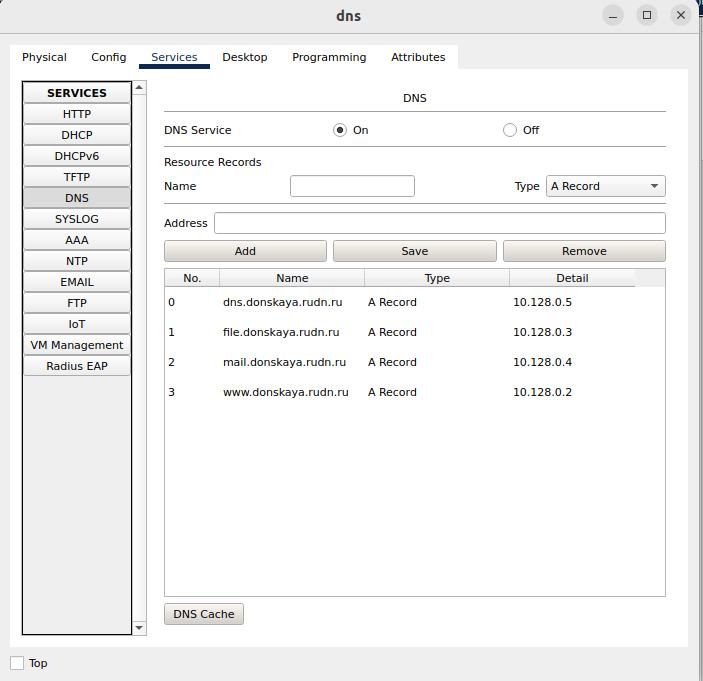 dns
Physical Config Services Desktop Programming Attributes
SERVICES
HTTP
DHCP
DHCPv6
TFTP
DNS
SYSLOG
AAA
NTP
EMAIL
FTP
IoT
VM Management
Radius EAP
DNS
DNS Service On Off
Resource Records
Name Type A Record
Address
Add Save Remove
No. Name Type Detail
0 dns.donskaya.rudn.ru A Record 10.128.0.5
1 file.donskaya.rudn.ru A Record 10.128.0.3
2 mail.donskaya.rudn.ru A Record 10.128.0.4
3 www.donskaya.rudn.ru A Record 10.128.0.2
DNS Cache
Top